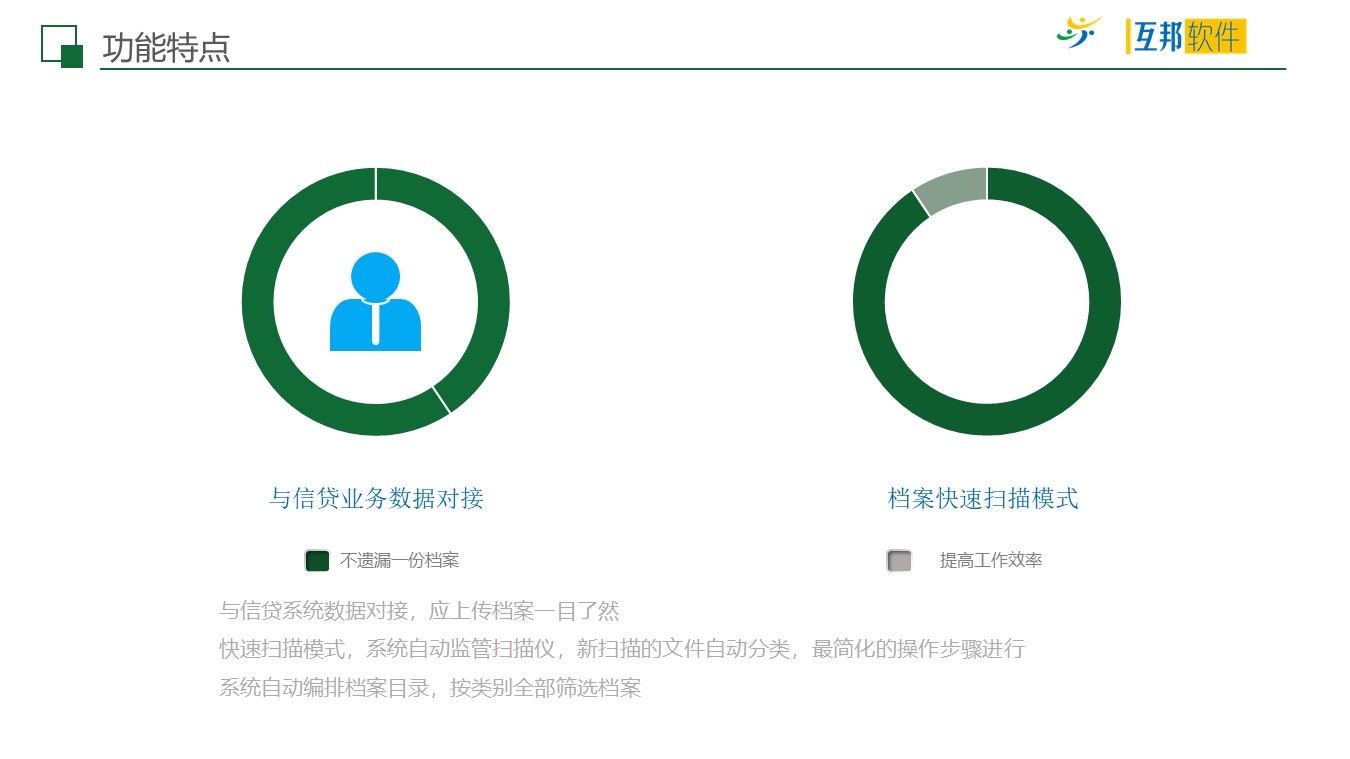 功能特点
互邦软件
与信贷业务数据对接
档案快速扫描模式
不遗漏一份档案
提高工作效率
与信贷系统数据对接，应上传档案一目了然
快速扫描模式，系统自动监管扫描仪，新扫描的文件自动分类，最简化的操作步骤进行
系统自动编排档案目录，按类别全部筛选档案